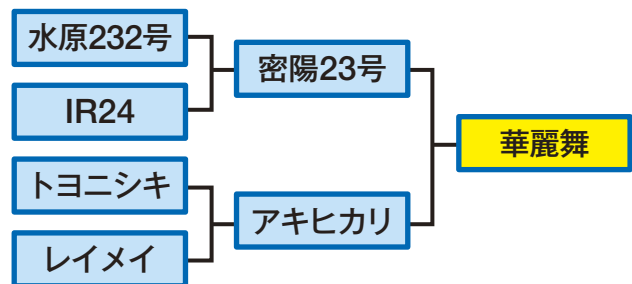 水原232号
IR24
密陽23号
華麗舞
トヨニシキ
レイメイ
アキヒカリ